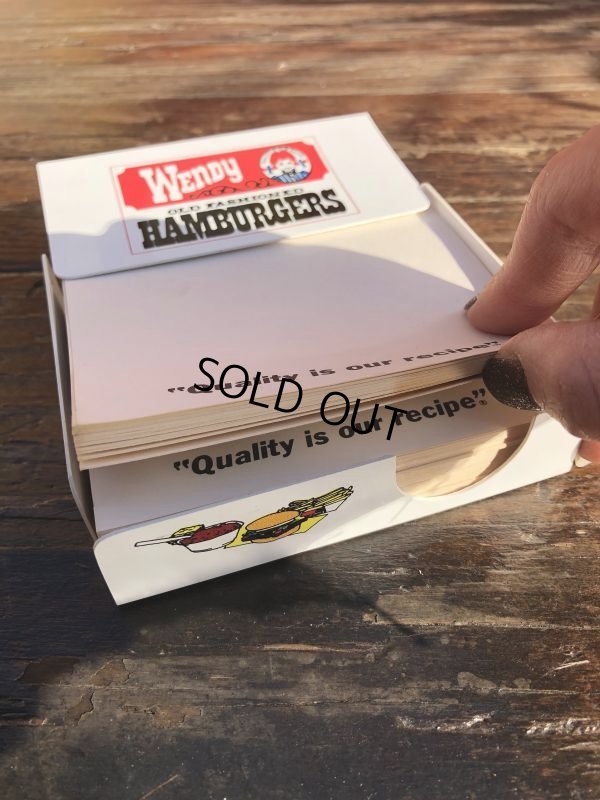 WENDY
OLD FASHIONED
HAMBURGERS
"Quality is our recipe"
SOLD OUT
"Quality is our recipe"®